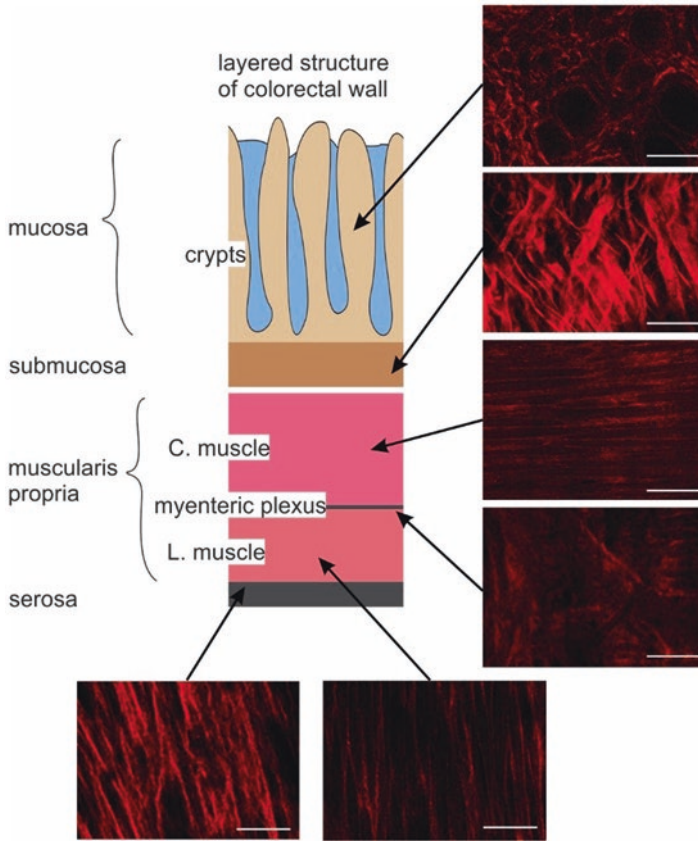 layered structure
of colorectal wall
mucosa
crypts
submucosa
C. muscle
muscularis
propria
myenteric plexus
L. muscle
serosa